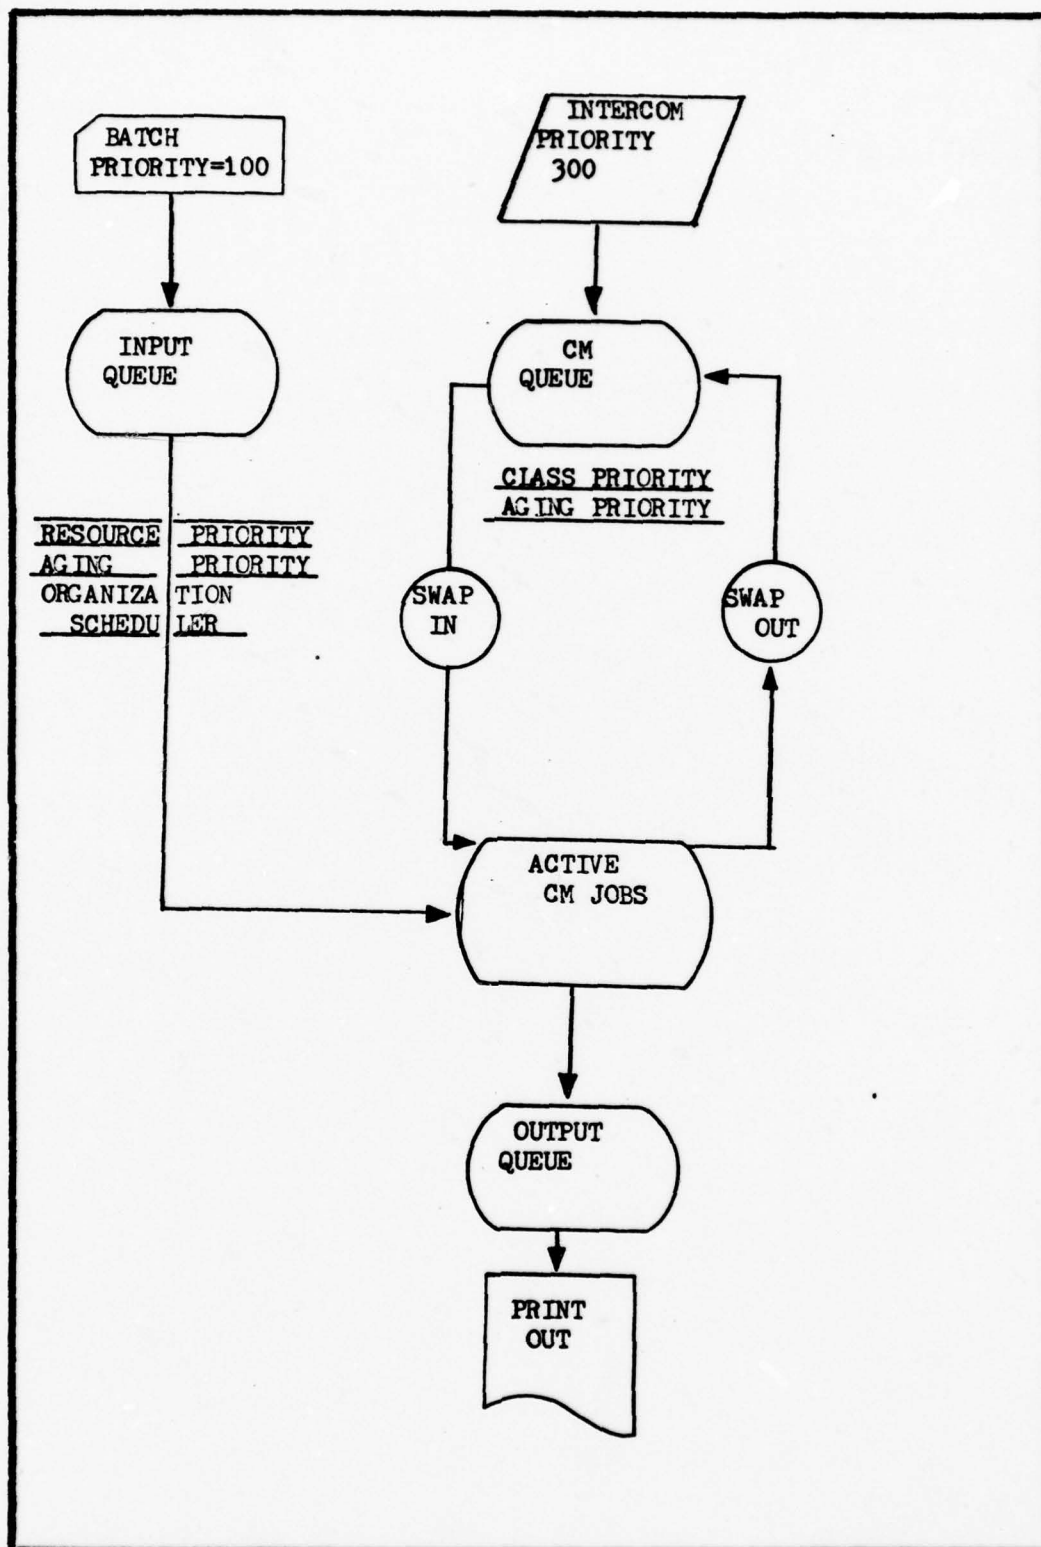 BATCH
PRIORITY=100
INTERCOM
PRIORITY
300
INPUT
QUEUE
CM
QUEUE
CLASS PRIORITY
AGING PRIORITY
RESOURCE PRIORITY
AGING PRIORITY
ORGANIZATION
SCHEDULER
SWAP
IN
SWAP
OUT
ACTIVE
CM JOBS
OUTPUT
QUEUE
PRINT
OUT